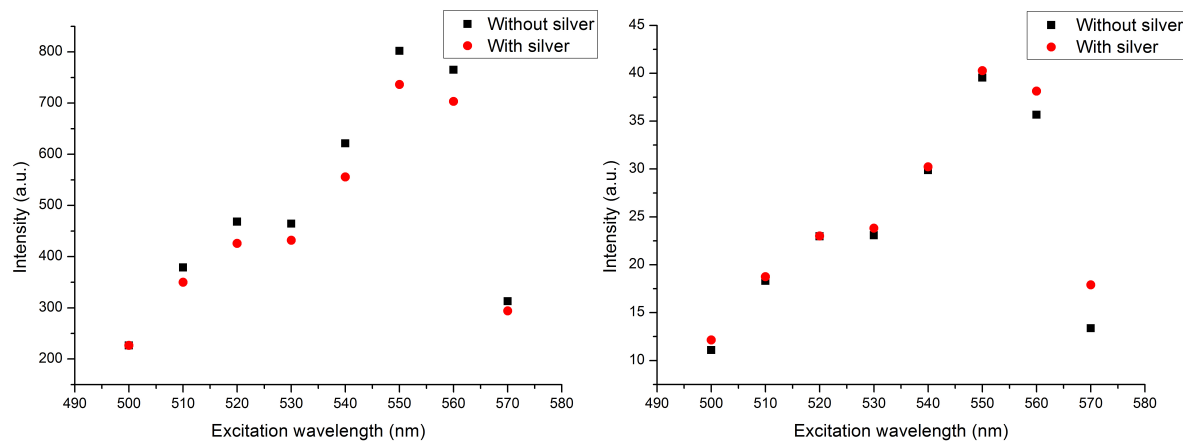 Without silver
With silver
800
700
600
500
400
300
200
Intensity (a.u.)
490 500 510 520 530 540 550 560 570 580
Excitation wavelength (nm)
Without silver
With silver
40
35
30
25
20
15
10
Intensity (a.u.)
490 500 510 520 530 540 550 560 570 580
Excitation wavelength (nm)